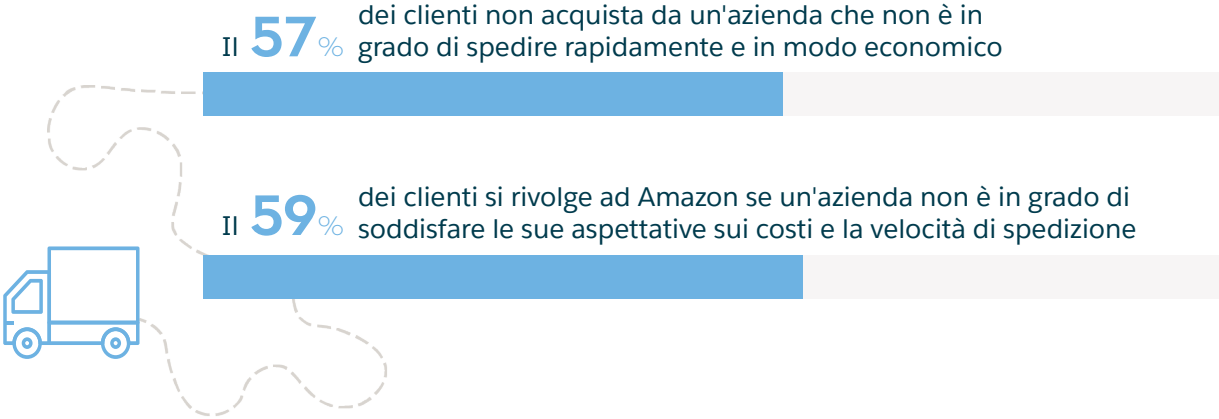 Il 57% dei clienti non acquista da un'azienda che non è in
grado di spedire rapidamente e in modo economico
Il 59% dei clienti si rivolge ad Amazon se un'azienda non è in grado di
soddisfare le sue aspettative sui costi e la velocità di spedizione